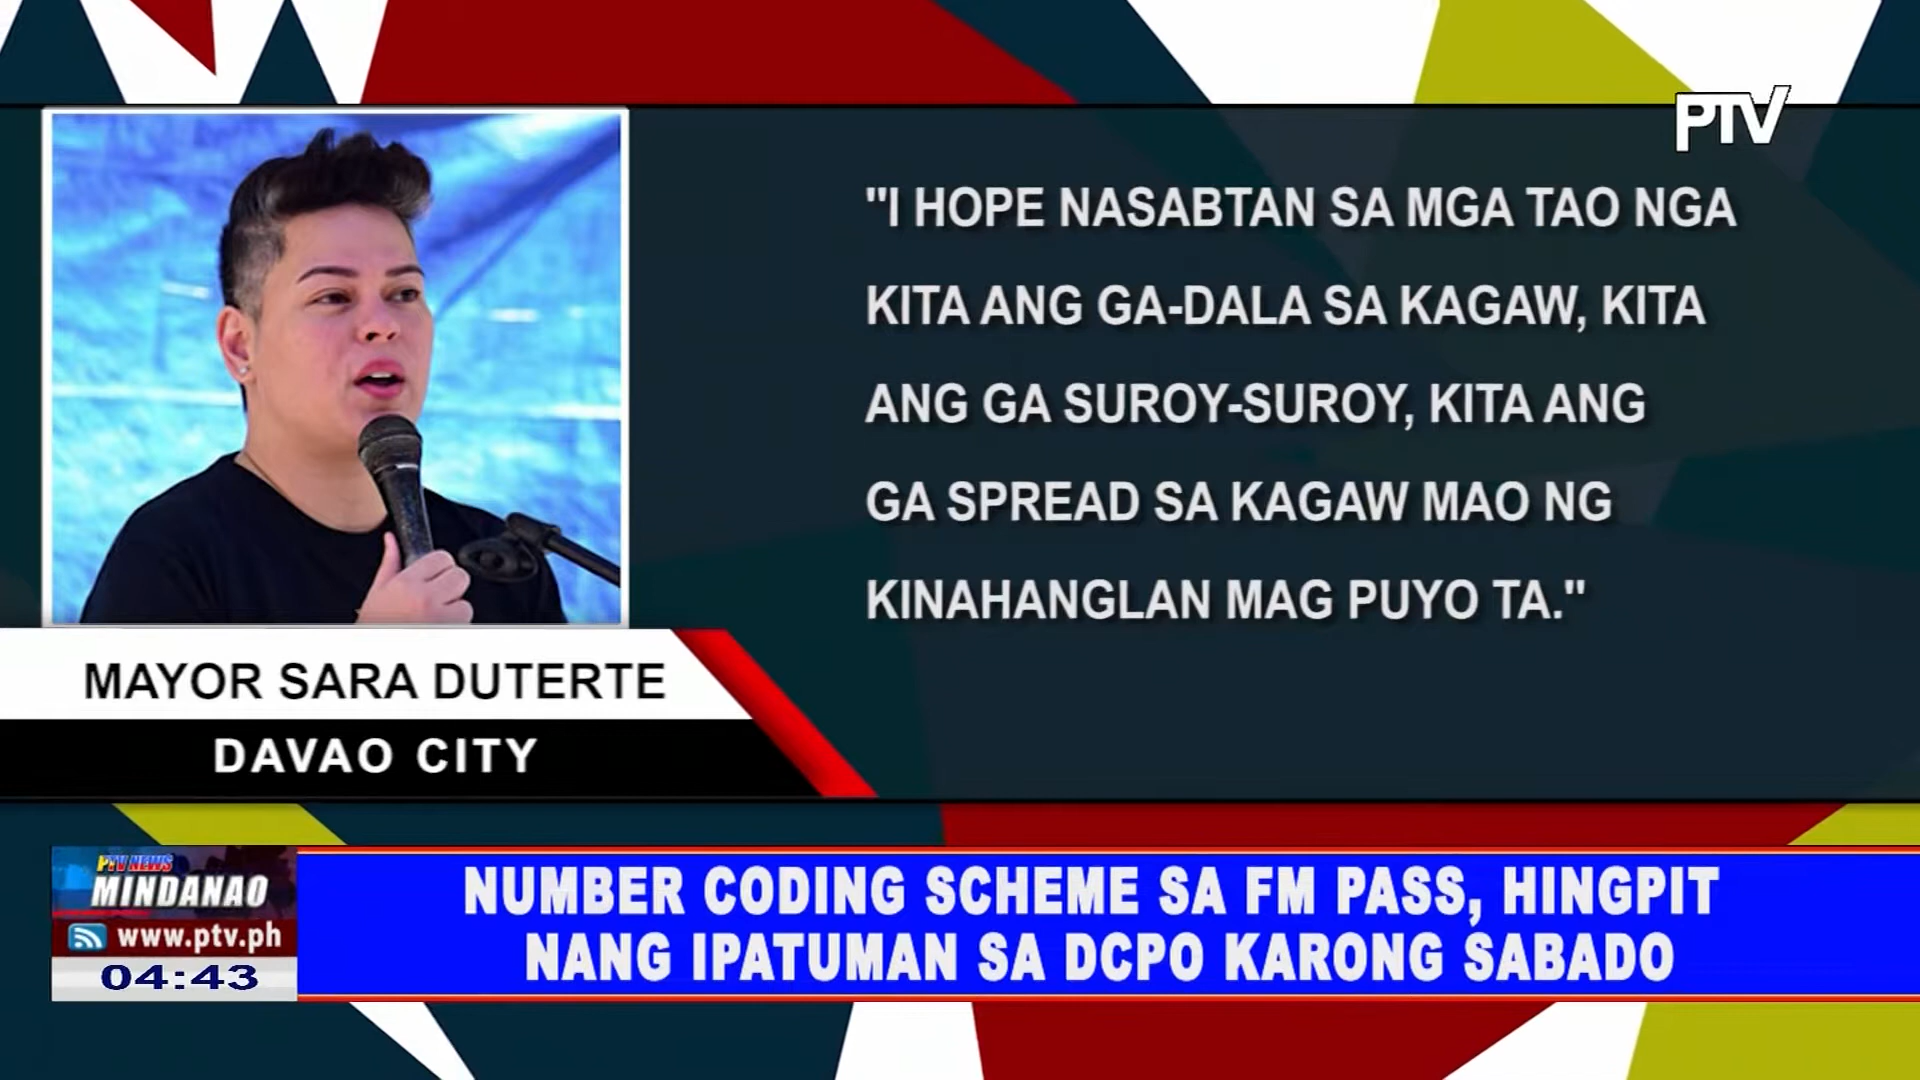 PTV
"I HOPE NASABTAN SA MGA TAO NGA
KITA ANG GA-DALA SA KAGAW, KITA
ANG GA SUROY-SUROY, KITA ANG
GA SPREAD SA KAGAW MAO NG
KINAHANGLAN MAG PUYO TA."
MAYOR SARA DUTERTE
DAVAO CITY
PTV NEWS
MINDANAO
www.ptv.ph
04:43
NUMBER CODING SCHEME SA FM PASS, HINGPIT
NANG IPATUMAN SA DCPO KARONG SABADO